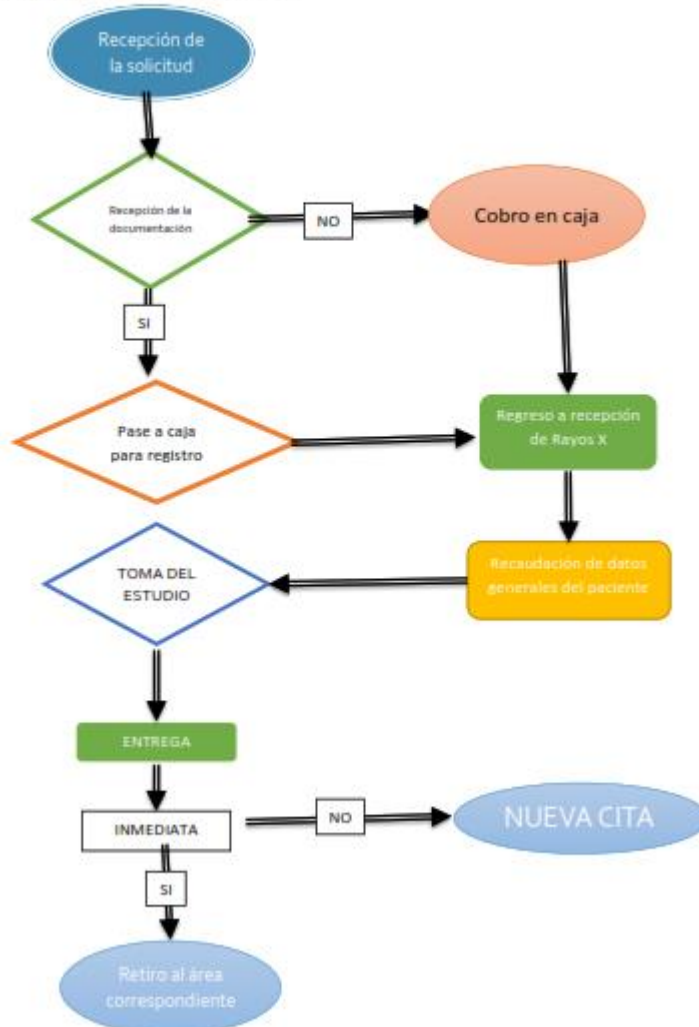 Recepción de
la solicitud
Recepción de la
documentación
NO
Cobro en caja
SI
Pase a caja
para registro
Regreso a recepción
de Rayos X
TOMA DEL
ESTUDIO
Recaudación de datos
generales del paciente
ENTREGA
INMEDIATA
NO
NUEVA CITA
SI
Retiro al área
correspondiente